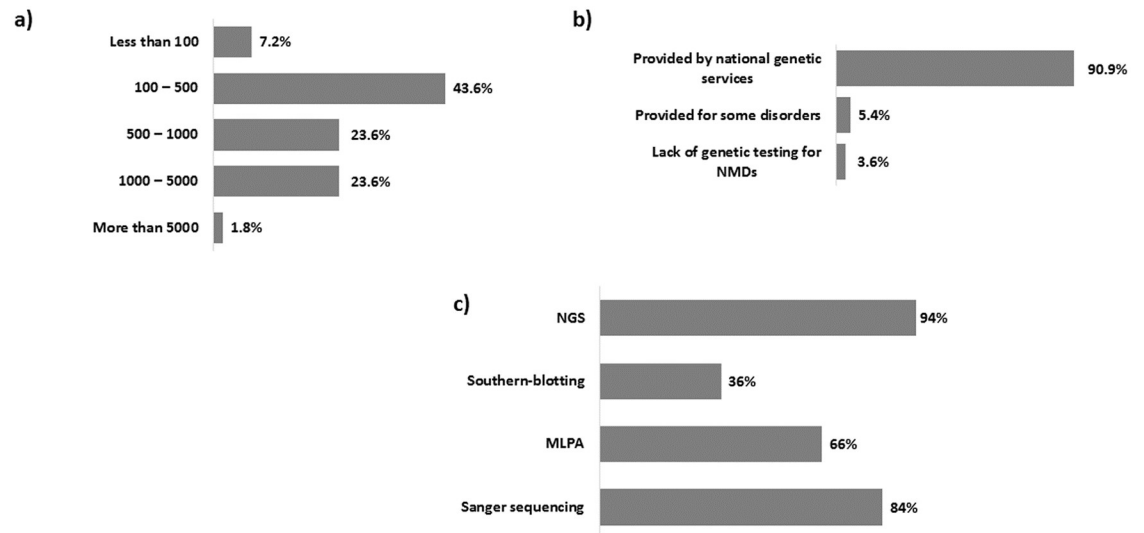 a)
Less than 100 7.2%
100 – 500 43.6%
500 – 1000 23.6%
1000 – 5000 23.6%
More than 5000 1.8%
b)
Provided by national genetic
services 90.9%
Provided for some disorders 5.4%
Lack of genetic testing for
NMDs 3.6%
c)
NGS 94%
Southern-blotting 36%
MLPA 66%
Sanger sequencing 84%